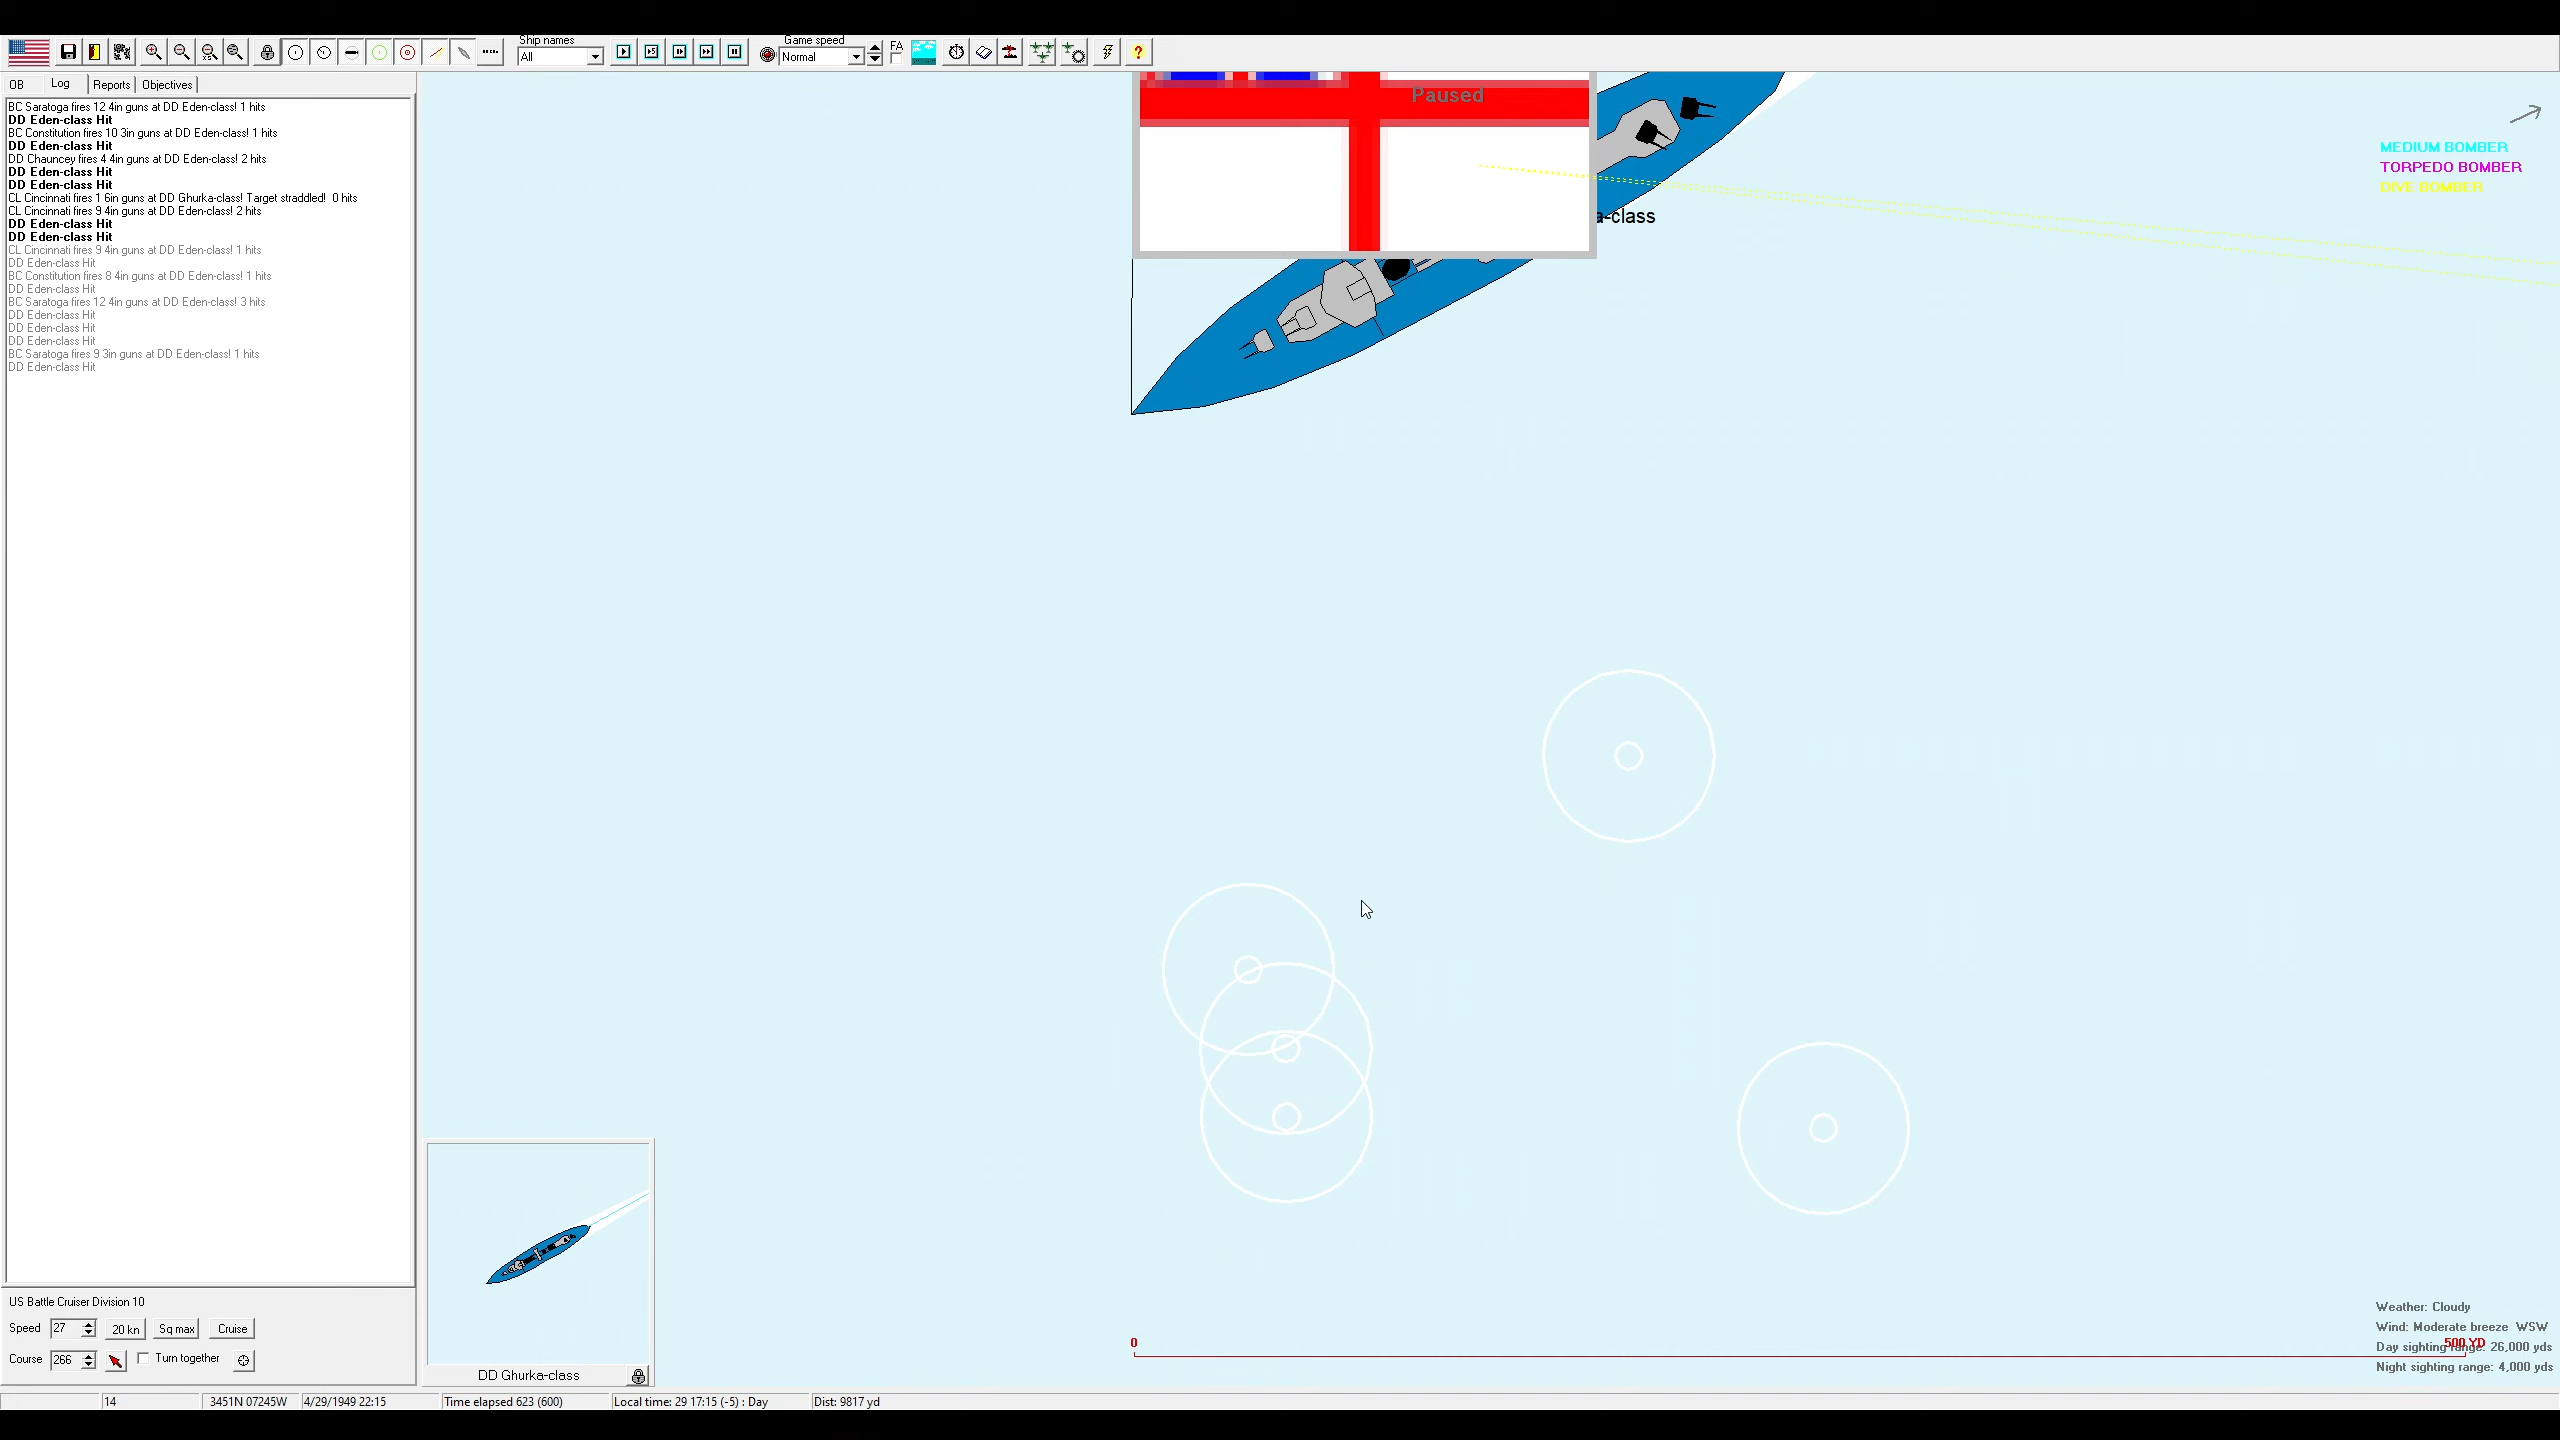 Ship names
Game speed
FA
All
Normal
OB
Log
Reports
Objectives
BC Saratoga fires 12 4in guns at DD Eden-class! 1 hits
DD Eden-class Hit
BC Constitution fires 10 3in guns at DD Eden-class! 1 hits
DD Eden-class Hit
DD Chauncey fires 4 4in guns at DD Eden-class! 2 hits
DD Eden-class Hit
DD Eden-class Hit
CL Cincinnati fires 1 6in guns at DD Ghurka-class! Target straddled!  0 hits
CL Cincinnati fires 9 4in guns at DD Eden-class! 2 hits
DD Eden-class Hit
DD Eden-class Hit
CL Cincinnati fires 9 4in guns at DD Eden-class! 1 hits
DD Eden-class Hit
BC Constitution fires 8 4in guns at DD Eden-class! 1 hits
DD Eden-class Hit
BC Saratoga fires 12 4in guns at DD Eden-class! 3 hits
DD Eden-class Hit
DD Eden-class Hit
DD Eden-class Hit
BC Saratoga fires 9 3in guns at DD Eden-class! 1 hits
DD Eden-class Hit
Paused
a-class
MEDIUM BOMBER
TORPEDO BOMBER
DIVE BOMBER
US Battle Cruiser Division 10
Speed 27 20 kn Sq max Cruise
Course 266 Turn together
DD Ghurka-class
0
500 YD
Weather: Cloudy
Wind: Moderate breeze  WSW
Day sighting range: 26,000 yds
Night sighting range: 4,000 yds
14
3451N 07245W
4/29/1949 22:15
Time elapsed 623 (600)
Local time: 29 17:15 (-5) : Day
Dist: 9817 yd